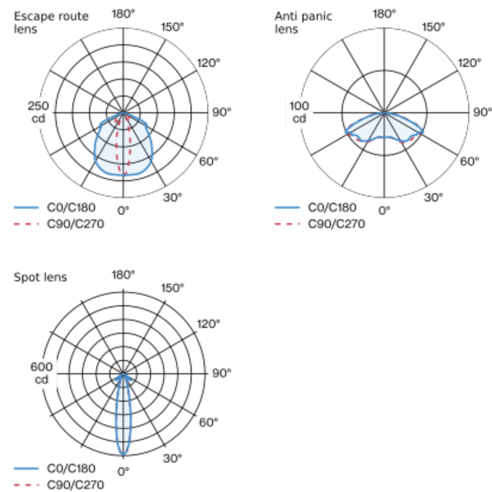 Escape route
lens
180°
150°
120°
250
cd
90°
60°
30°
0°
C0/C180
C90/C270
Anti panic
lens
180°
150°
120°
100
cd
90°
60°
30°
0°
C0/C180
C90/C270
Spot lens
180°
150°
120°
600
cd
90°
60°
30°
0°
C0/C180
C90/C270